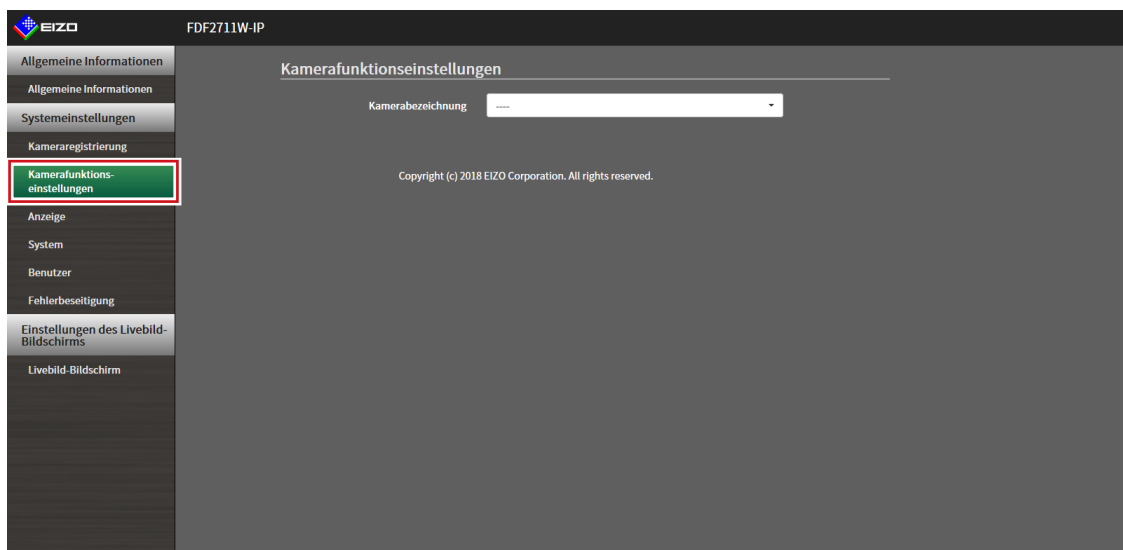 EIZO
FDF2711W-IP
Allgemeine Informationen
Allgemeine Informationen
Systemeinstellungen
Kameraregistrierung
Kamerafunktions-
einstellungen
Anzeige
System
Benutzer
Fehlerbeseitigung
Einstellungen des Livebild-
Bildschirms
Livebild-Bildschirm
Kamerafunktionseinstellungen
Kamerabezeichnung
----
Copyright (c) 2018 EIZO Corporation. All rights reserved.